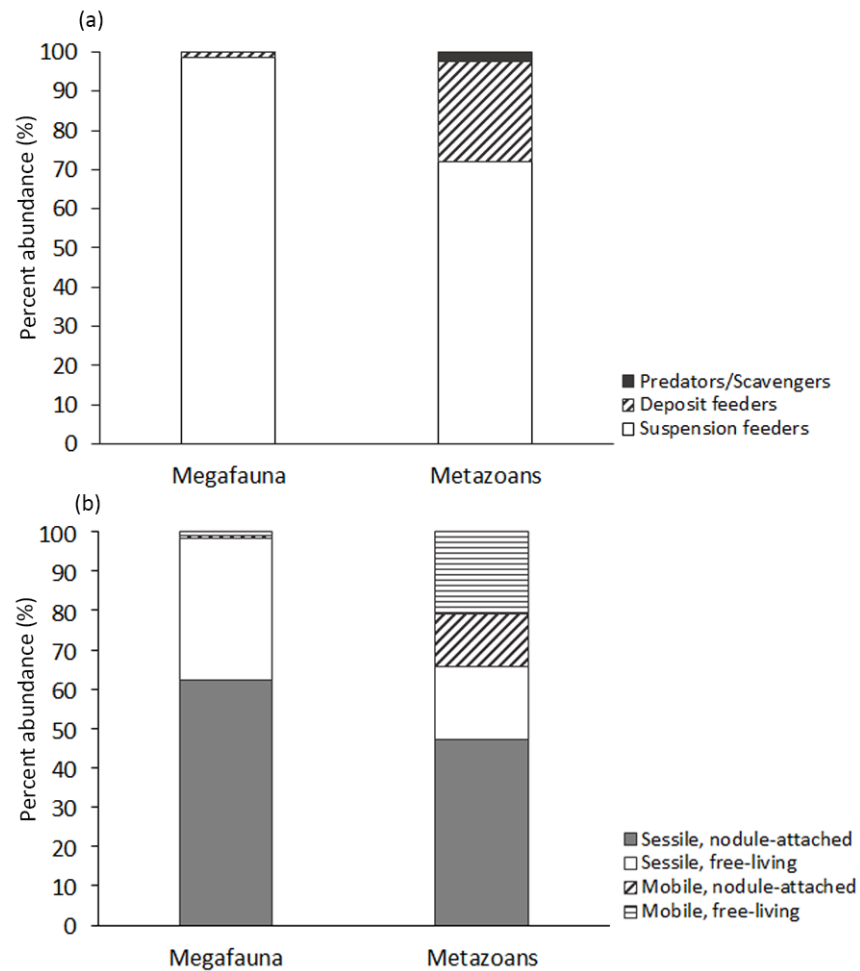 (a)
100
90
80
70
60
50
40
30
20
10
0
Percent abundance (%)
Megafauna
Metazoans
Predators/Scavengers
Deposit feeders
Suspension feeders
(b)
100
90
80
70
60
50
40
30
20
10
0
Percent abundance (%)
Megafauna
Metazoans
Sessile, nodule-attached
Sessile, free-living
Mobile, nodule-attached
Mobile, free-living